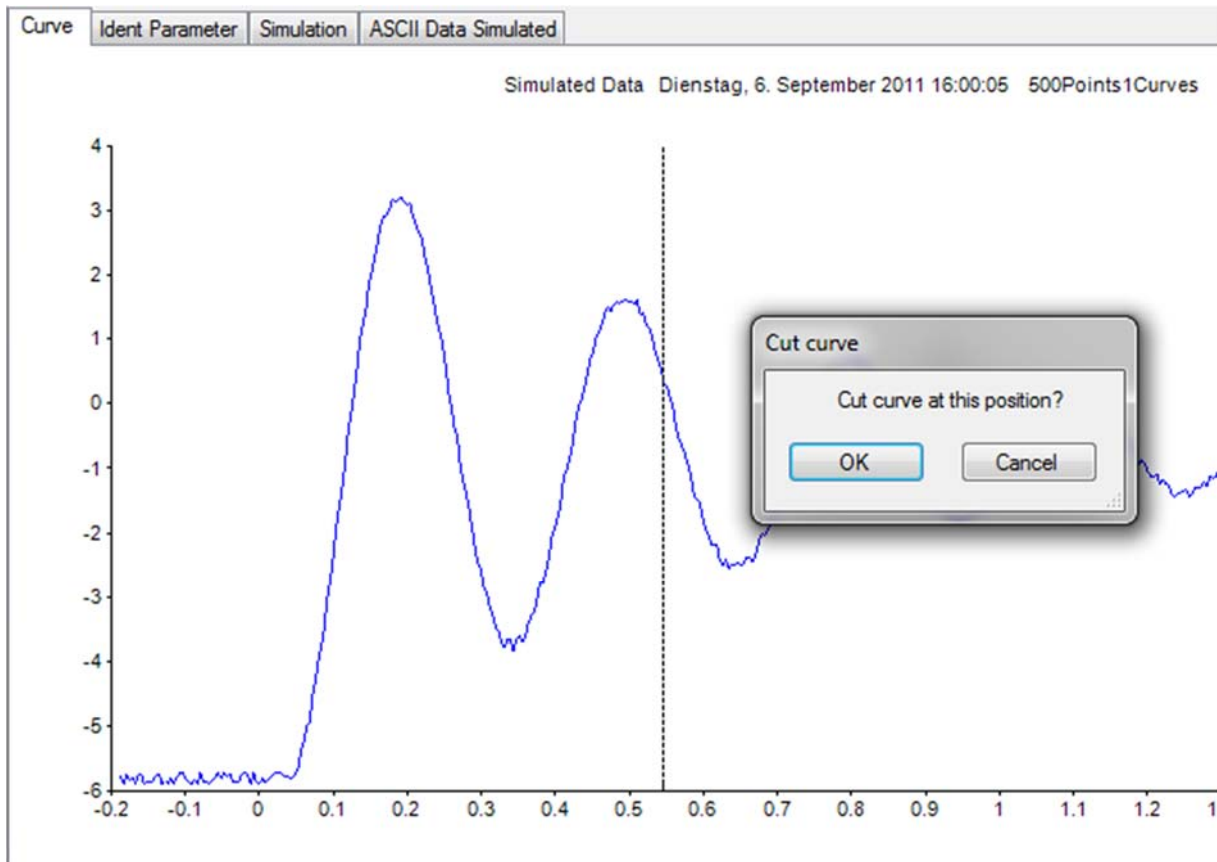 Curve Ident Parameter Simulation ASCII Data Simulated
Simulated Data Dienstag, 6. September 2011 16:00:05 500Points1Curves
4
3
2
1
0
-1
-2
-3
-4
-5
-6
Cut curve
Cut curve at this position?
OK Cancel
-0.2 -0.1 0 0.1 0.2 0.3 0.4 0.5 0.6 0.7 0.8 0.9 1 1.1 1.2